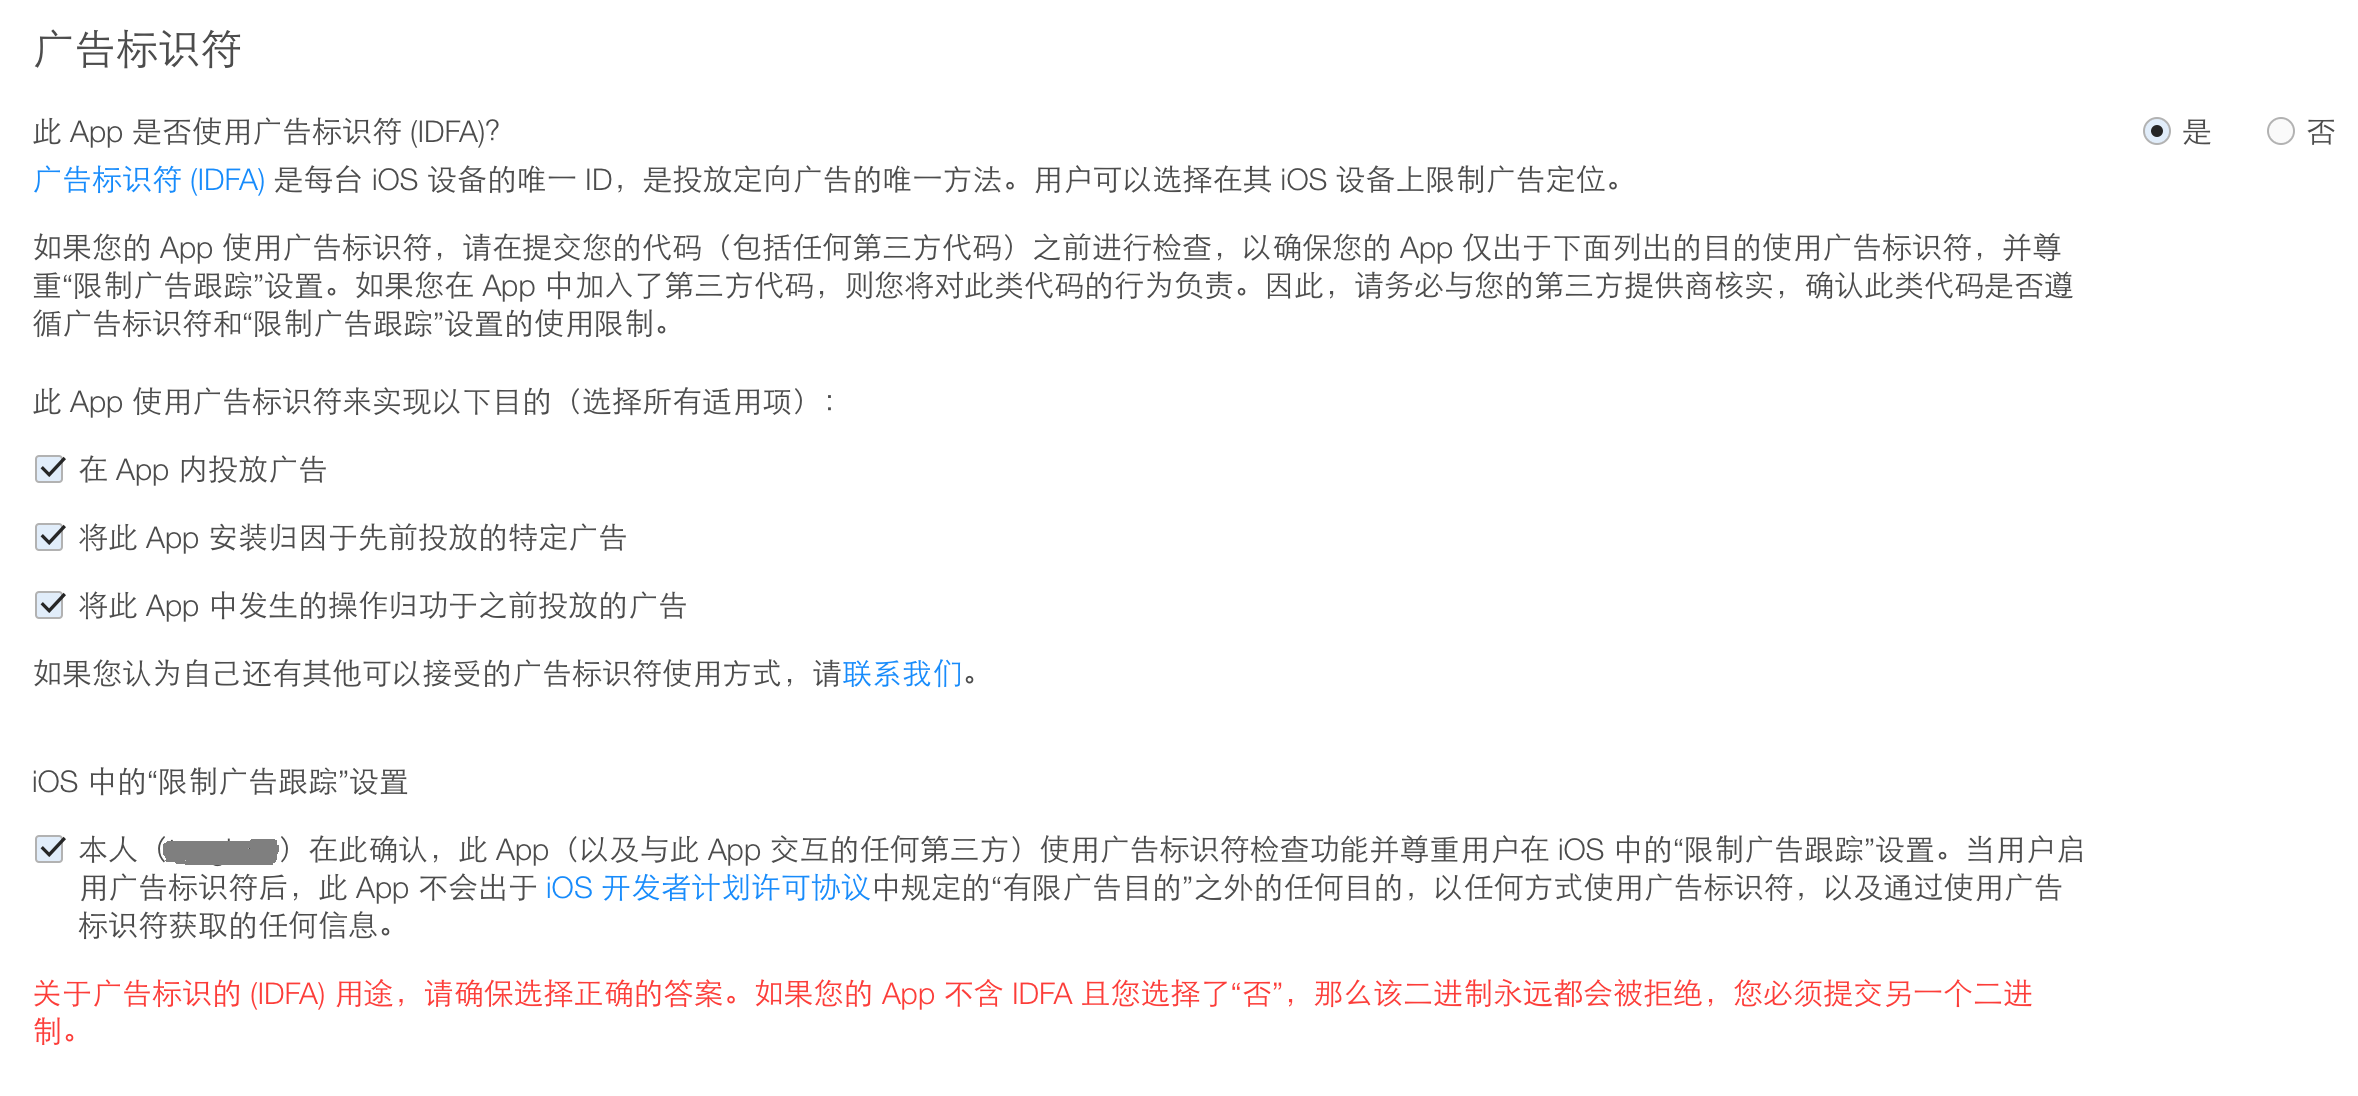 广告标识符
此 App 是否使用广告标识符 (IDFA)?
是
否
广告标识符 (IDFA) 是每台 iOS 设备的唯一 ID，是投放定向广告的唯一方法。用户可以选择在其 iOS 设备上限制广告定位。
如果您的 App 使用广告标识符，请在提交您的代码（包括任何第三方代码）之前进行检查，以确保您的 App 仅出于下面列出的目的使用广告标识符，并尊
重“限制广告跟踪”设置。如果您在 App 中加入了第三方代码，则您将对此类代码的行为负责。因此，请务必与您的第三方提供商核实，确认此类代码是否遵
循广告标识符和“限制广告跟踪”设置的使用限制。
此 App 使用广告标识符来实现以下目的（选择所有适用项）:
在 App 内投放广告
将此 App 安装归因于先前投放的特定广告
将此 App 中发生的操作归功于之前投放的广告
如果您认为自己还有其他可以接受的广告标识符使用方式，请联系我们。
iOS 中的“限制广告跟踪”设置
本人（）在此确认，此 App（以及与此 App 交互的任何第三方）使用广告标识符检查功能并尊重用户在 iOS 中的“限制广告跟踪”设置。当用户启
用广告标识符后，此 App 不会出于 iOS 开发者计划许可协议中规定的“有限广告目的”之外的任何目的，以任何方式使用广告标识符，以及通过使用广告
标识符获取的任何信息。
关于广告标识的 (IDFA) 用途，请确保选择正确的答案。如果您的 App 不含 IDFA 且您选择了“否”，那么该二进制永远都会被拒绝，您必须提交另一个二进
制。